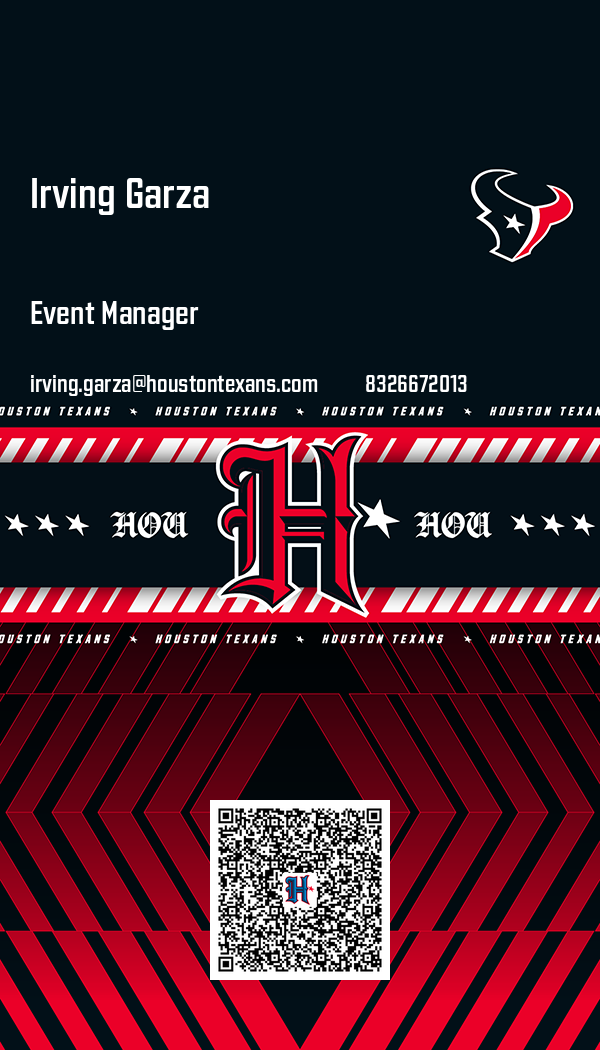 Irving Garza
Event Manager
irving.garza@houstontexans.com 8326672013
OUSTON TEXANS ★ HOUSTON TEXANS ★ HOUSTON TEXANS ★ HOUSTON TEXAN
★ ★ ★ HOU H★ HOU ★ ★ ★
OUSTON TEXANS ★ HOUSTON TEXANS ★ HOUSTON TEXANS ★ HOUSTON TEXAN
H